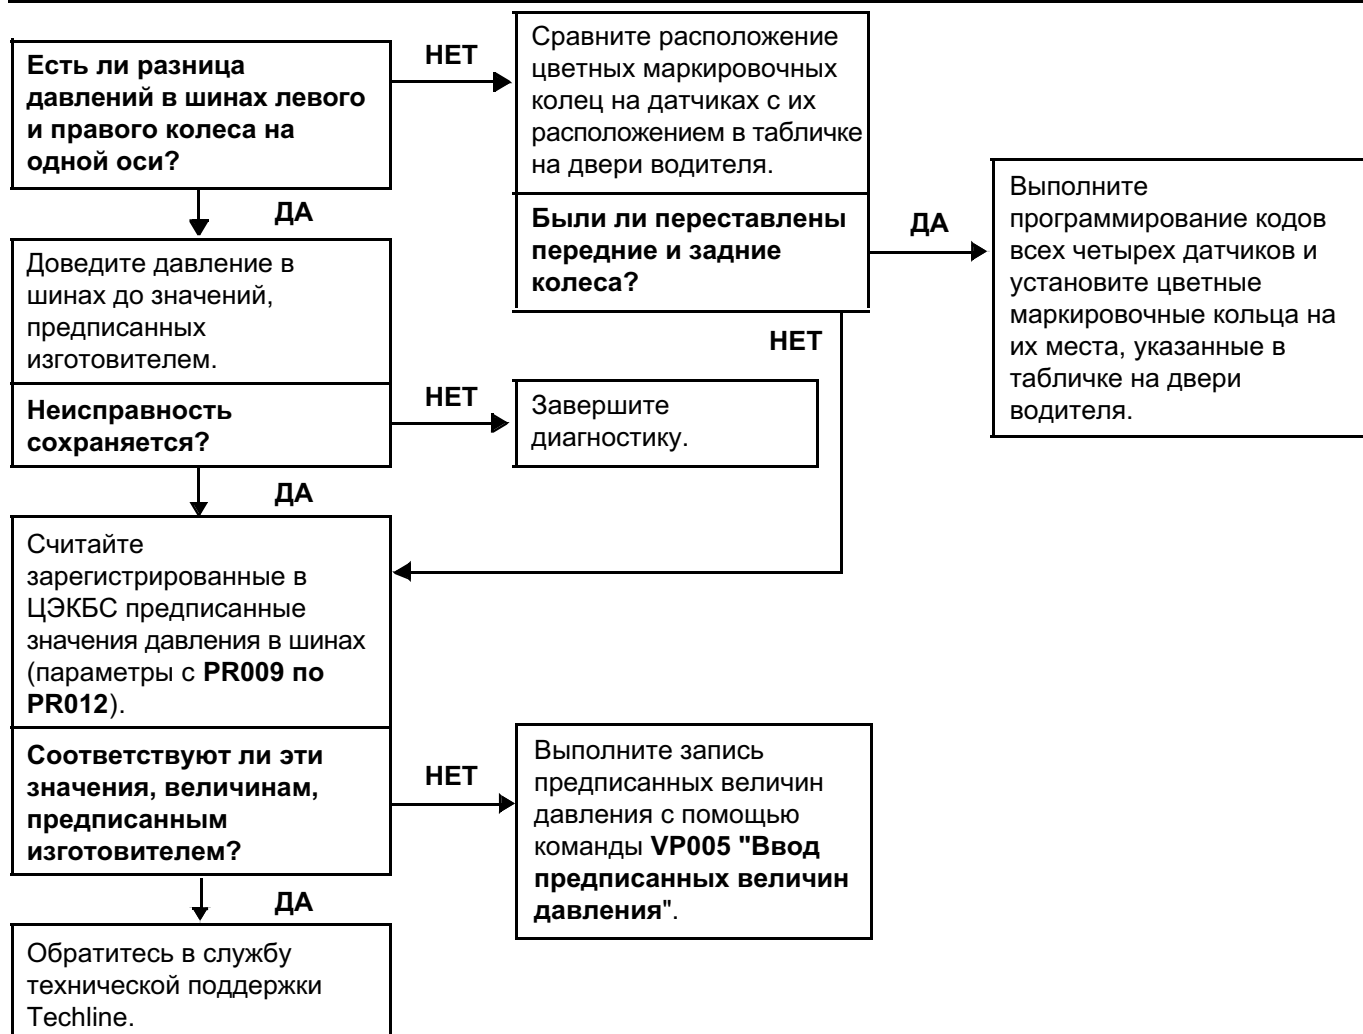 Есть ли разница
давлений в шинах левого
и правого колеса на
одной оси?
НЕТ
Сравните расположение
цветных маркировочных
колец на датчиках с их
расположением в табличке
на двери водителя.
Были ли переставлены
передние и задние
колеса?
ДА
Выполните
программирование кодов
всех четырех датчиков и
установите цветные
маркировочные кольца на
их места, указанные в
табличке на двери
водителя.
ДА
Доведите давление в
шинах до значений,
предписанных
изготовителем.
Неисправность
сохраняется?
НЕТ
Завершите
диагностику.
НЕТ
ДА
Считайте
зарегистрированные в
ЦЭКБС предписанные
значения давления в шинах
(параметры с PR009 по
PR012).
Соответствуют ли эти
значения, величинам,
предписанным
изготовителем?
НЕТ
Выполните запись
предписанных величин
давления с помощью
команды VP005 "Ввод
предписанных величин
давления".
ДА
Обратитесь в службу
технической поддержки
Techline.